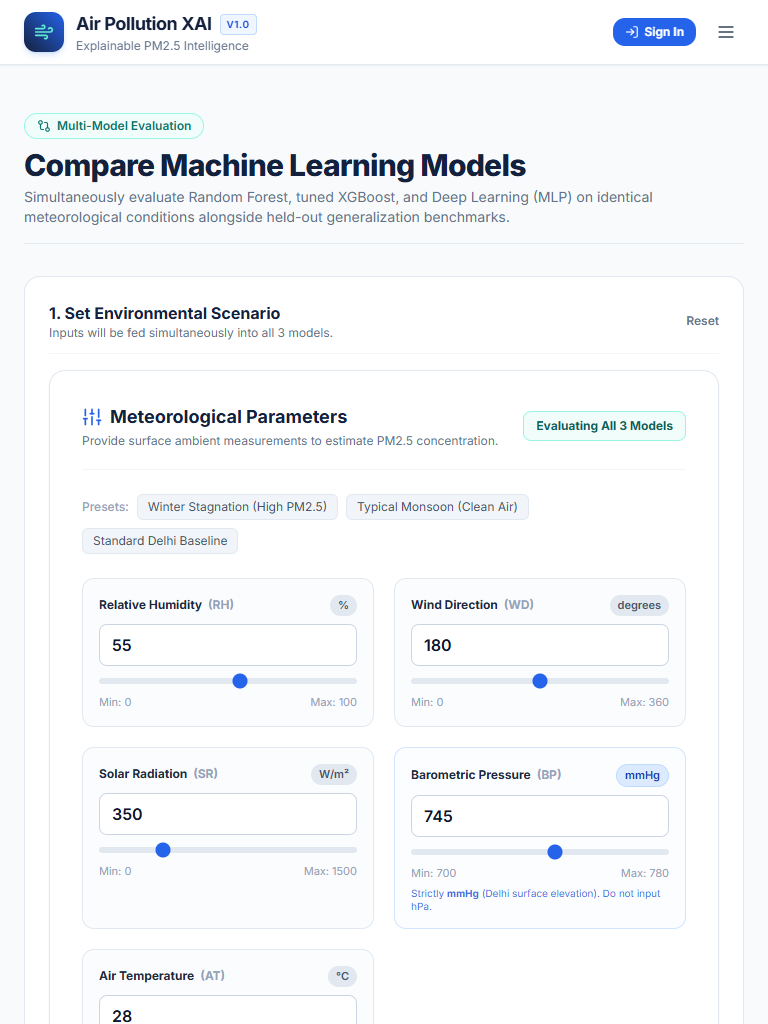 Air Pollution XAI V1.0
Explainable PM2.5 Intelligence
Sign In
Multi-Model Evaluation
Compare Machine Learning Models
Simultaneously evaluate Random Forest, tuned XGBoost, and Deep Learning (MLP) on identical
meteorological conditions alongside held-out generalization benchmarks.
1. Set Environmental Scenario
Inputs will be fed simultaneously into all 3 models.
Reset
Meteorological Parameters
Provide surface ambient measurements to estimate PM2.5 concentration.
Evaluating All 3 Models
Presets: Winter Stagnation (High PM2.5) Typical Monsoon (Clean Air)
Standard Delhi Baseline
Relative Humidity (RH) %
55
Min: 0 Max: 100
Wind Direction (WD) degrees
180
Min: 0 Max: 360
Solar Radiation (SR) W/m²
350
Min: 0 Max: 1500
Barometric Pressure (BP) mmHg
745
Min: 700 Max: 780
Strictly mmHg (Delhi surface elevation). Do not input
hPa.
Air Temperature (AT) °C
28